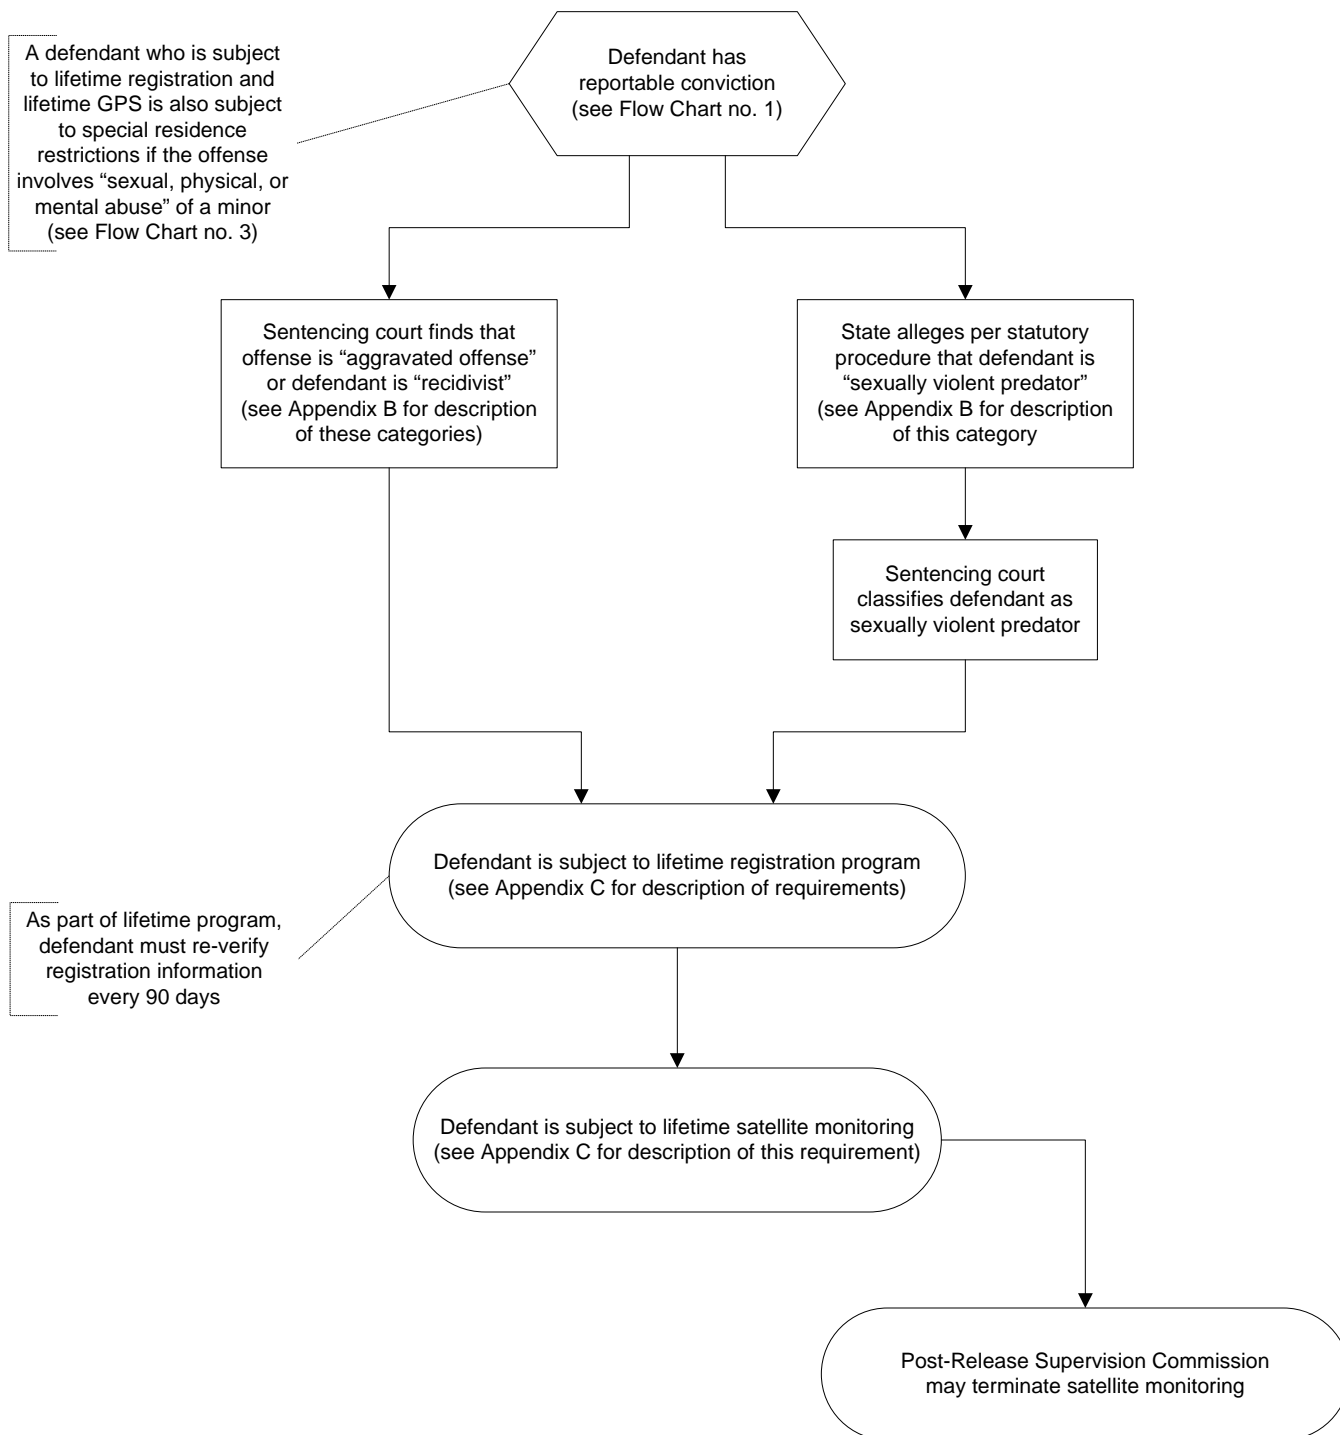 A defendant who is subject
to lifetime registration and
lifetime GPS is also subject
to special residence
restrictions if the offense
involves “sexual, physical, or
mental abuse” of a minor
(see Flow Chart no. 3)
Defendant has
reportable conviction
(see Flow Chart no. 1)
Sentencing court finds that
offense is “aggravated offense”
or defendant is “recidivist”
(see Appendix B for description
of these categories)
State alleges per statutory
procedure that defendant is
“sexually violent predator”
(see Appendix B for description
of this category
Sentencing court
classifies defendant as
sexually violent predator
Defendant is subject to lifetime registration program
(see Appendix C for description of requirements)
As part of lifetime program,
defendant must re-verify
registration information
every 90 days
Defendant is subject to lifetime satellite monitoring
(see Appendix C for description of this requirement)
Post-Release Supervision Commission
may terminate satellite monitoring